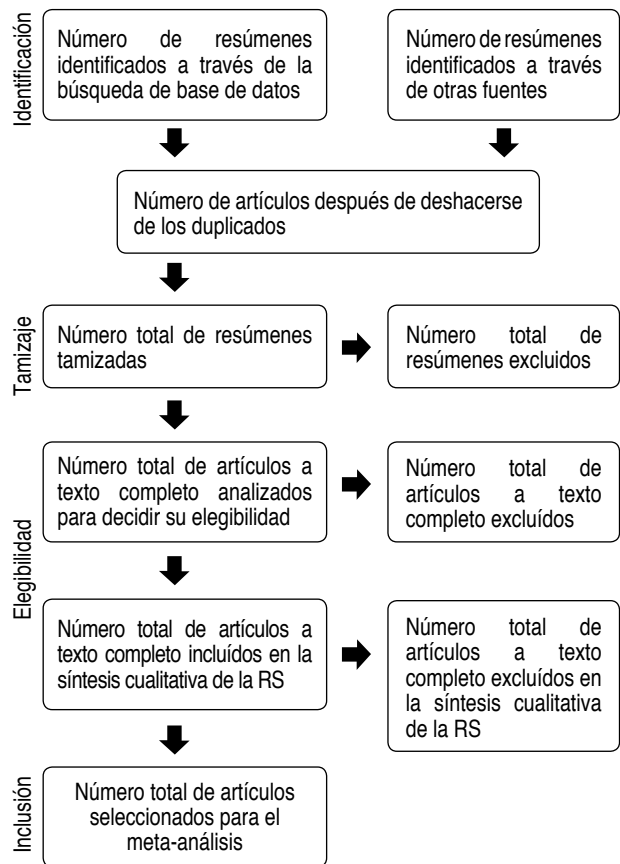 Identificación
Número de resúmenes
identificados a través de la
búsqueda de base de datos
Número de resúmenes
identificados a través
de otras fuentes
Número de artículos después de deshacerse
de los duplicados
Tamizaje
Número total de resúmenes
tamizadas
Número total de
resúmenes excluidos
Elegibilidad
Número total de artículos a
texto completo analizados
para decidir su elegibilidad
Número total de
artículos a texto
completo excluídos
Número total de artículos a
texto completo incluídos en la
síntesis cualitativa de la RS
Número total de
artículos a texto
completo excluídos en
la síntesis cualitativa
de la RS
Inclusión
Número total de artículos
seleccionados para el
meta-análisis